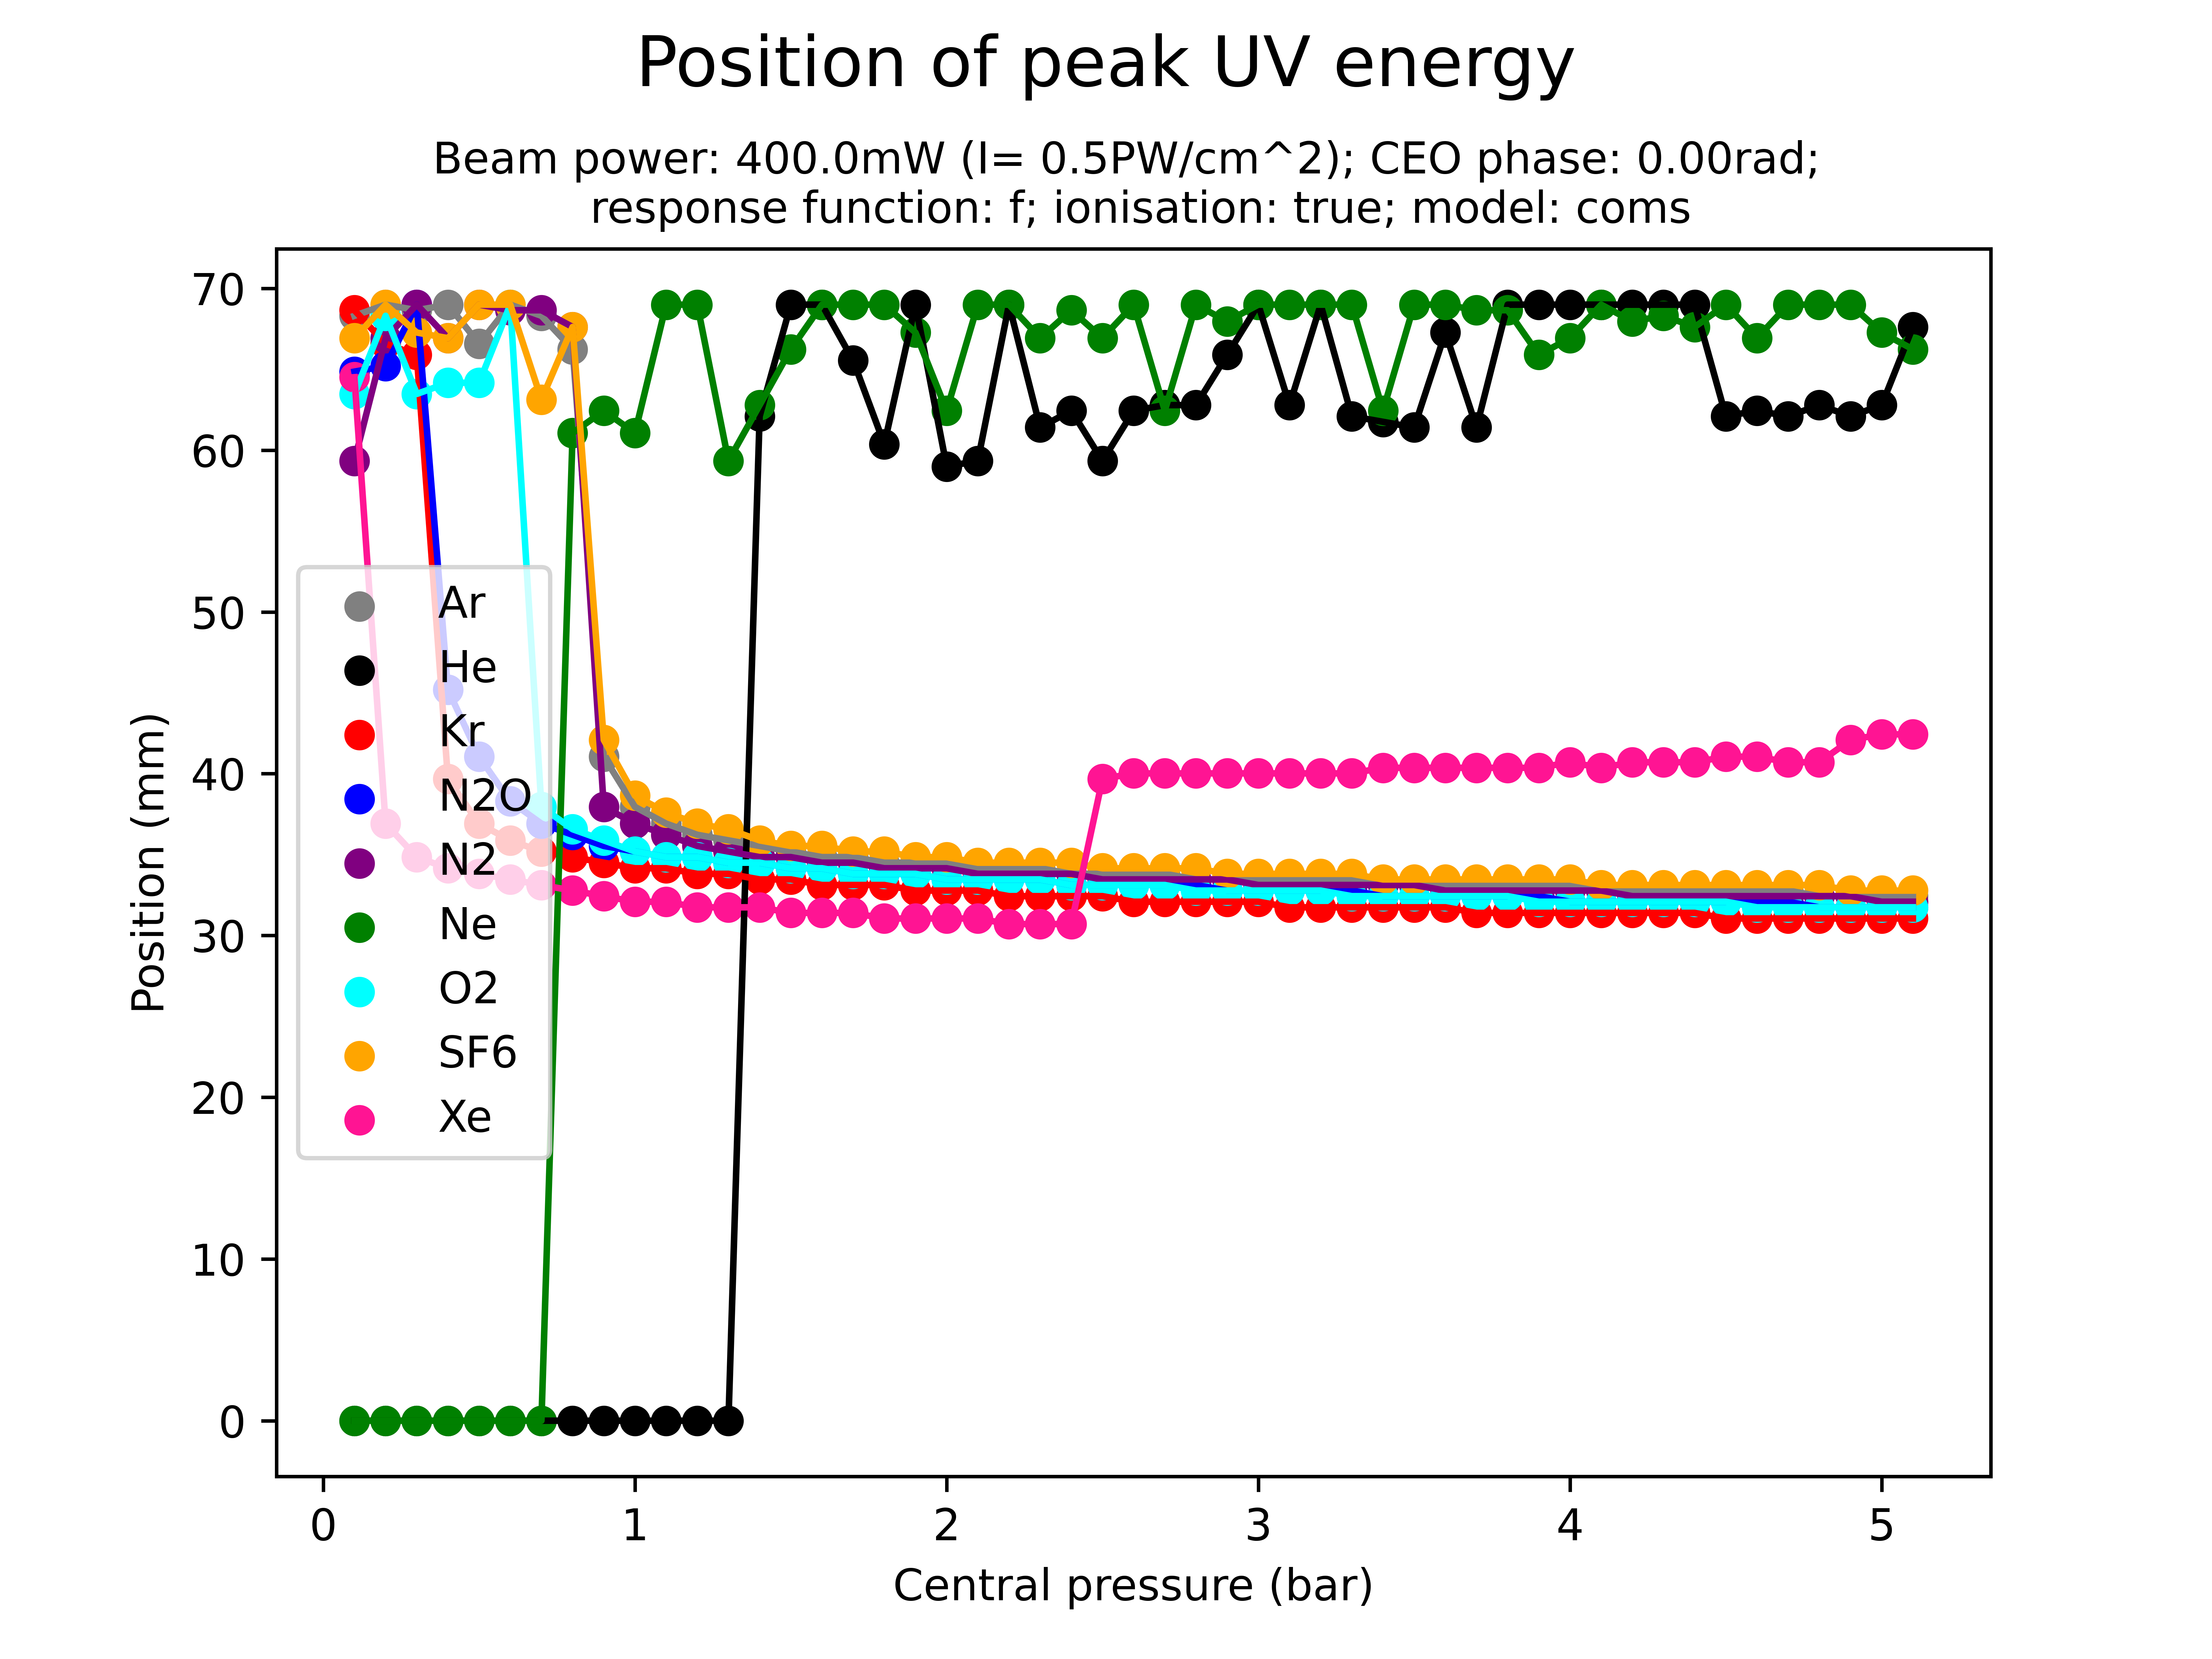 Position of peak UV energy
Beam power: 400.0mW (I= 0.5PW/cm^2); CEO phase: 0.00rad;
response function: f; ionisation: true; model: coms
70
60
50
40
30
20
10
0
Position (mm)
Ar
He
Kr
N2O
N2
Ne
O2
SF6
Xe
0 1 2 3 4 5
Central pressure (bar)